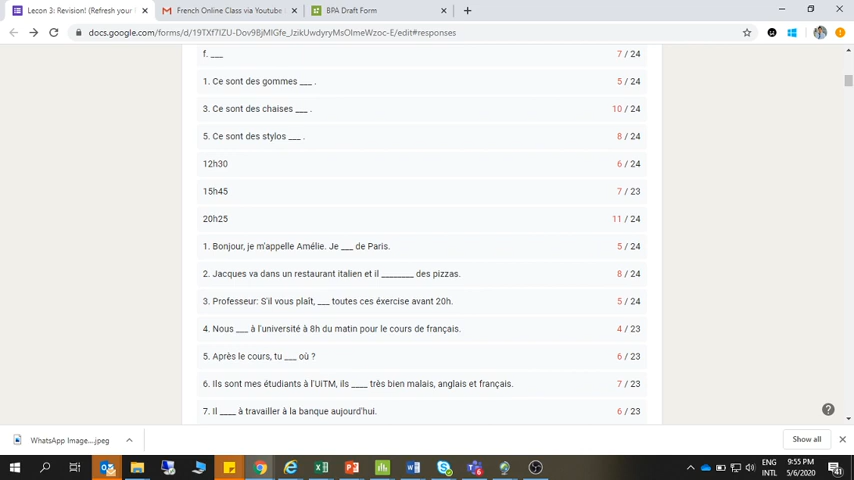 Lecon 3: Revision! (Refresh your
French Online Class via Youtube
BPA Draft Form
docs.google.com/forms/d/19TXf7IZU-Dov9BjMIGfe_JzikUwdyryMsOImeWzoc-E/edit#responses
f. ___ 7 / 24
1. Ce sont des gommes ___ . 5 / 24
3. Ce sont des chaises ___ . 10 / 24
5. Ce sont des stylos ___ . 8 / 24
12h30 6 / 24
15h45 7 / 23
20h25 11 / 24
1. Bonjour, je m'appelle Amélie. Je ___ de Paris. 5 / 24
2. Jacques va dans un restaurant italien et il ________ des pizzas. 8 / 24
3. Professeur: S'il vous plaît, ___ toutes ces éxercise avant 20h. 5 / 24
4. Nous ___ à l'université à 8h du matin pour le cours de français. 4 / 23
5. Après le cours, tu ___ où ? 6 / 23
6. Ils sont mes étudiants à l'UiTM, ils ____ très bien malais, anglais et français. 7 / 23
7. Il ____ à travailler à la banque aujourd'hui. 6 / 23
WhatsApp Image....jpeg
Show all
ENG
INTL
9:55 PM
5/6/2020
41
6